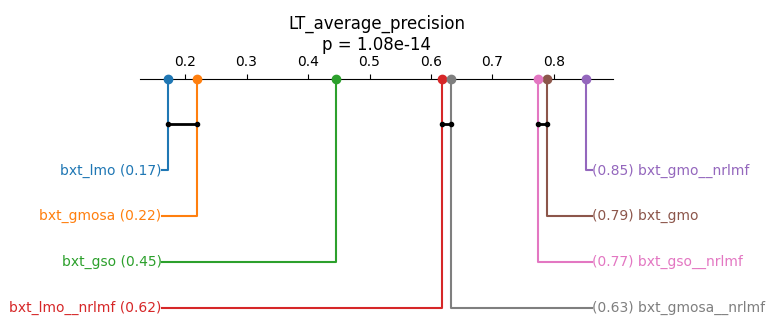 LT_average_precision
p = 1.08e-14
0.2 0.3 0.4 0.5 0.6 0.7 0.8
bxt_lmo (0.17)
(0.85) bxt_gmo__nrlmf
bxt_gmosa (0.22)
(0.79) bxt_gmo
bxt_gso (0.45)
(0.77) bxt_gso__nrlmf
bxt_lmo__nrlmf (0.62)
(0.63) bxt_gmosa__nrlmf